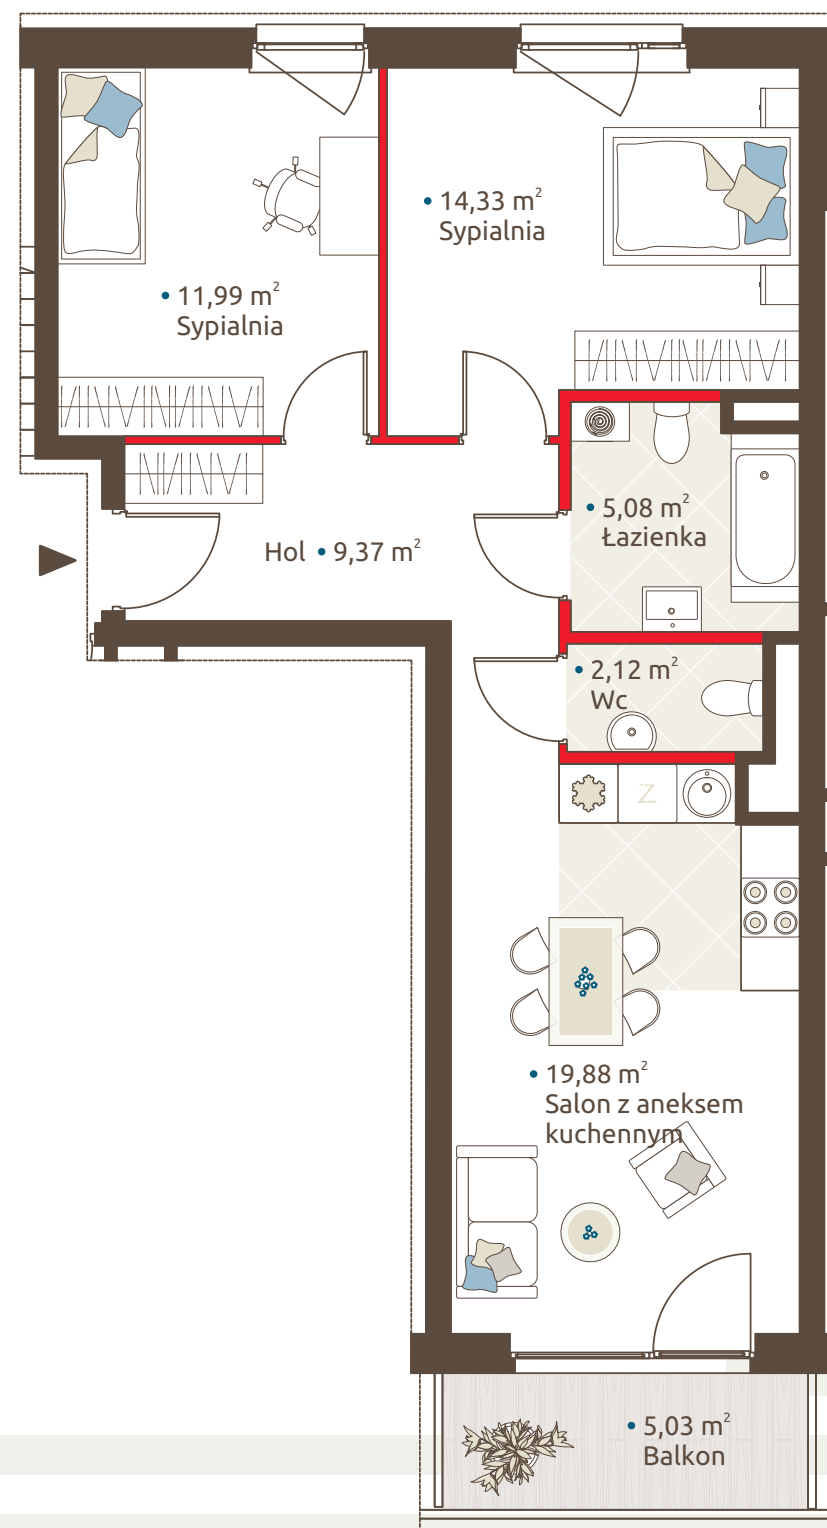 • 14,33 m²
Sypialnia
• 11,99 m²
Sypialnia
• 5,08 m²
Łazienka
Hol • 9,37 m²
• 2,12 m²
Wc
Z
• 19,88 m²
Salon z aneksem
kuchennym
• 5,03 m²
Balkon